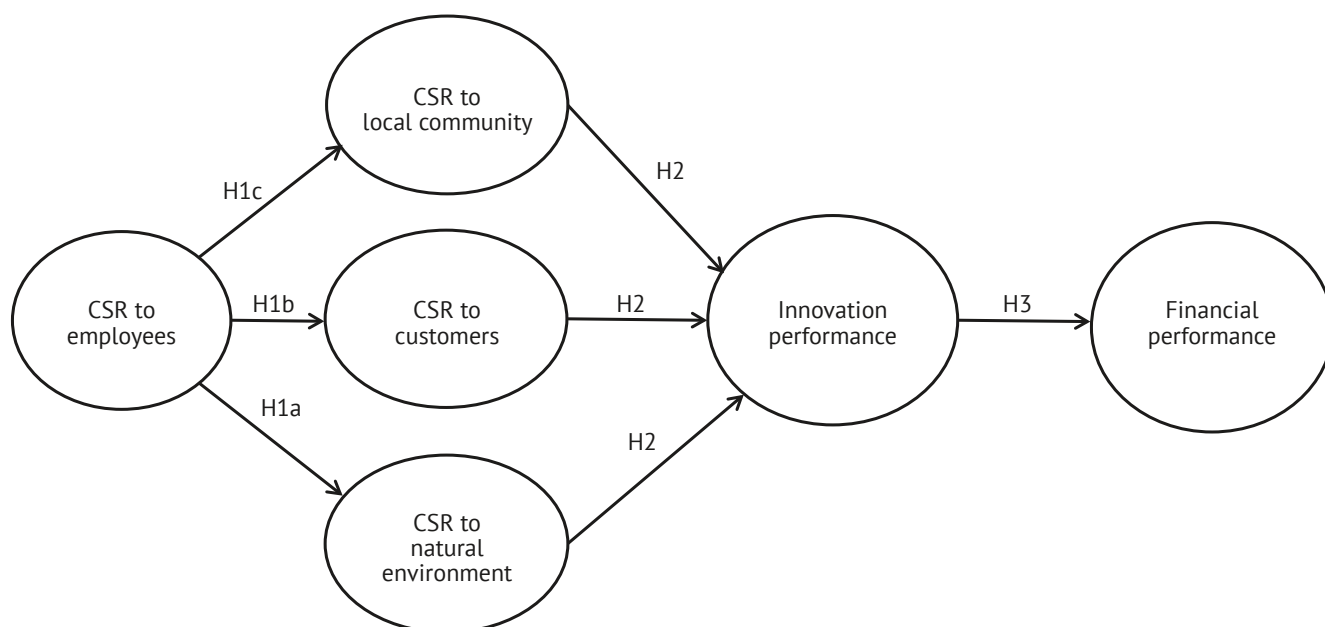 CSR to
local community
H1c
H2
CSR to
employees
H1b
CSR to
customers
H2
Innovation
performance
H3
Financial
performance
H1a
H2
CSR to
natural
environment